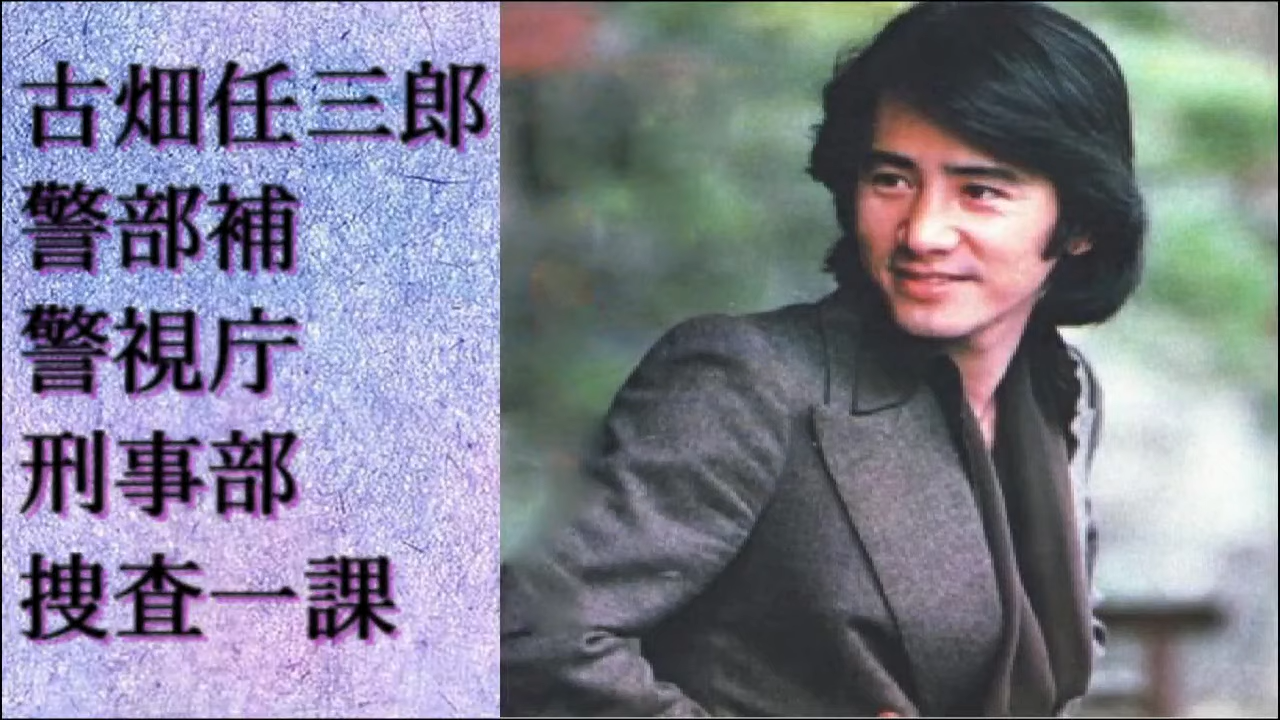 古畑任三郎
警部補
警視庁
刑事部
捜査一課